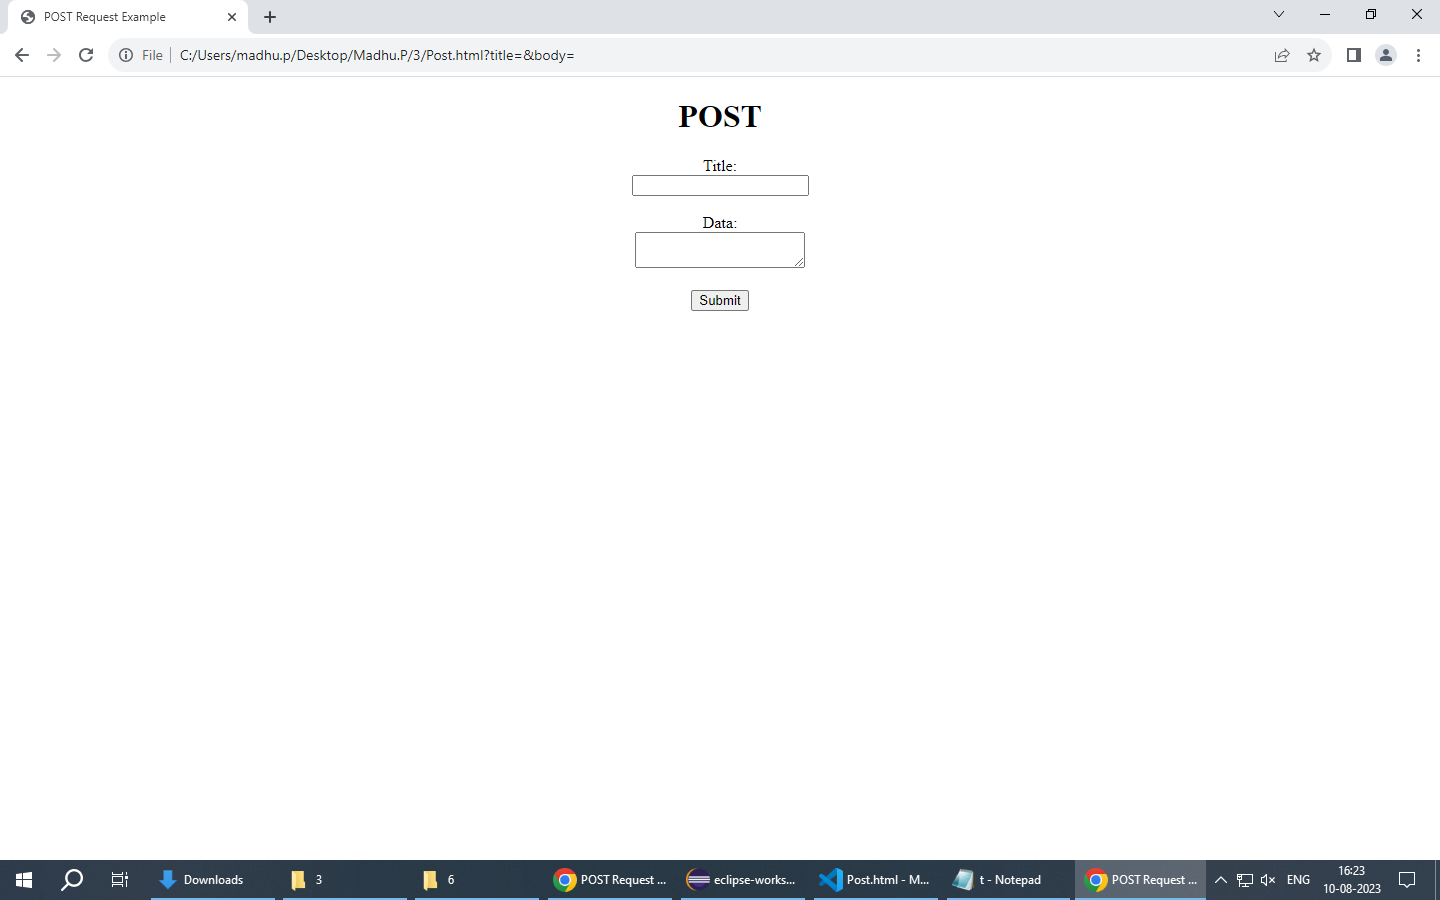 POST Request Example
File
C:/Users/madhu.p/Desktop/Madhu.P/3/Post.html?title=&body=
POST
Title:
Data:
Submit
Downloads
3
6
POST Request ...
eclipse-works...
Post.html - M...
t - Notepad
POST Request ...
ENG
16:23
10-08-2023